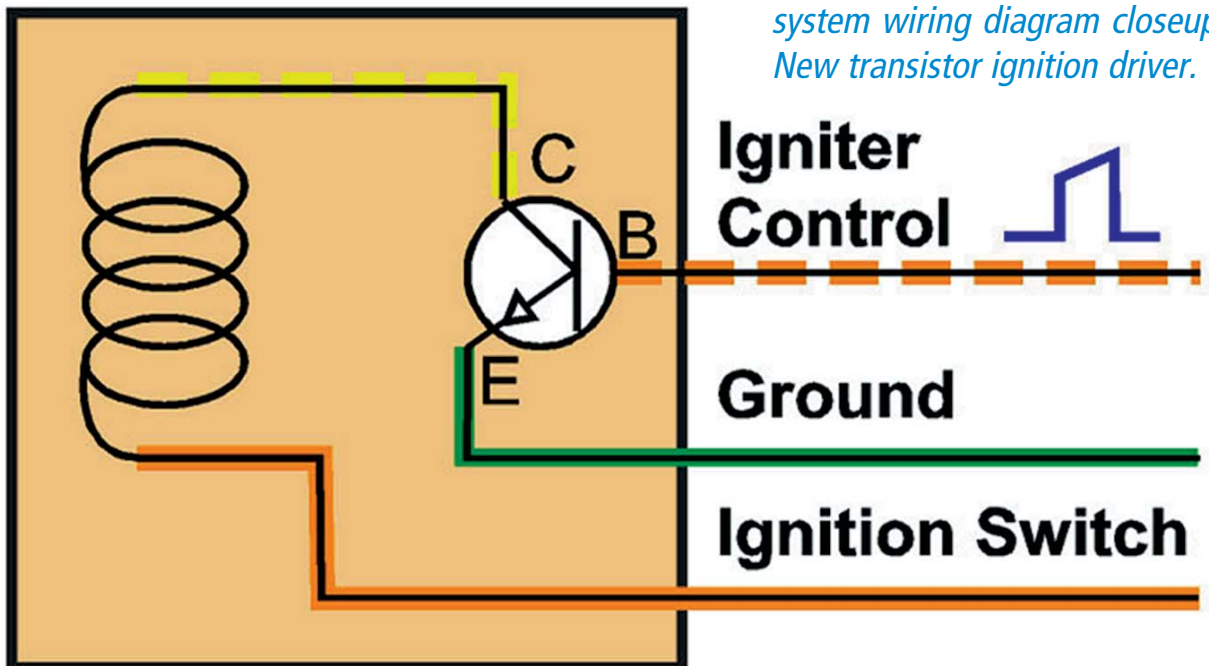 system wiring diagram closeup
New transistor ignition driver.
C
B
E
Igniter
Control
Ground
Ignition Switch